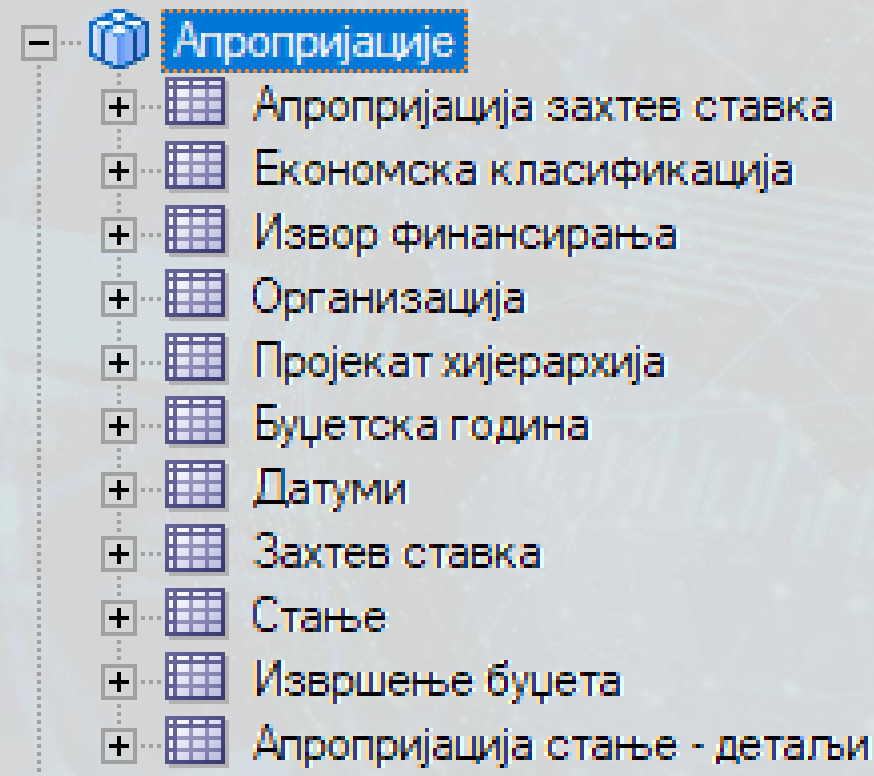 Апропријације
Апропријација захтев ставка
Економска класификација
Извор финансирања
Организација
Пројекат хијерархија
Буџетска година
Датуми
Захтев ставка
Стање
Извршење буџета
Апропријација стање - детаљи